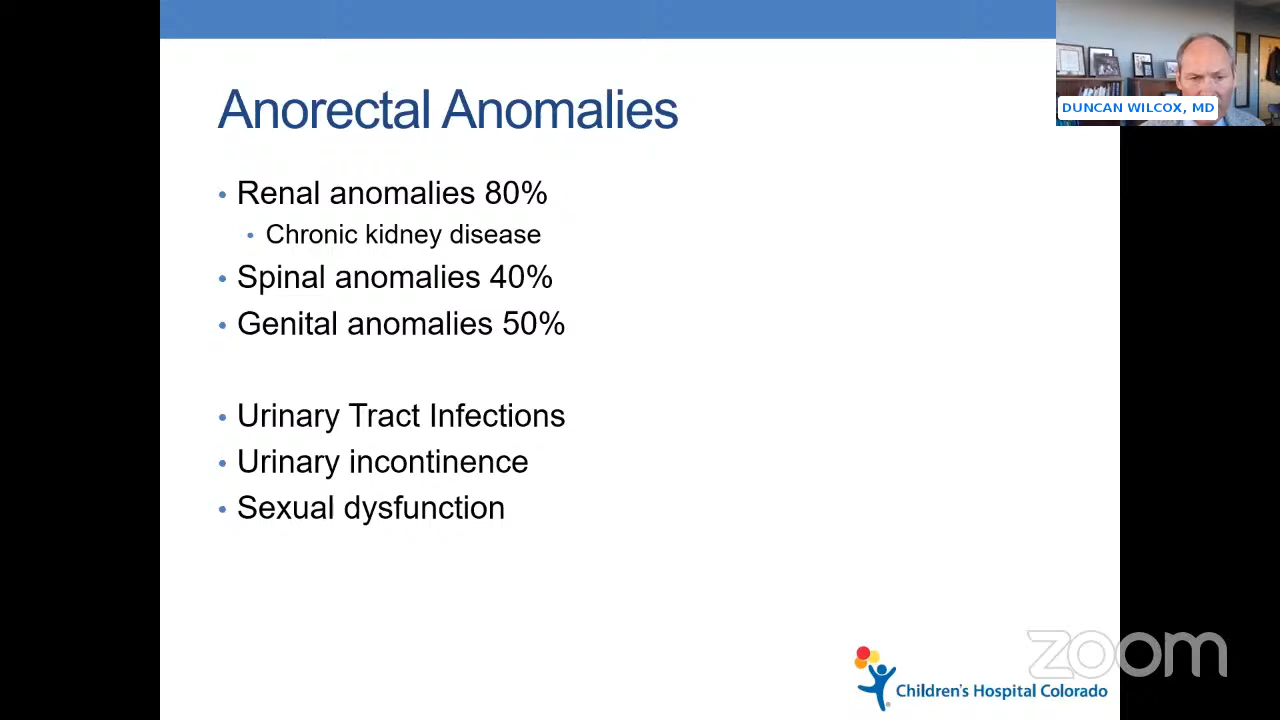 Anorectal Anomalies
• Renal anomalies 80%
• Chronic kidney disease
• Spinal anomalies 40%
• Genital anomalies 50%
• Urinary Tract Infections
• Urinary incontinence
• Sexual dysfunction
DUNCAN WILCOX, MD
Children's Hospital Colorado
zoom